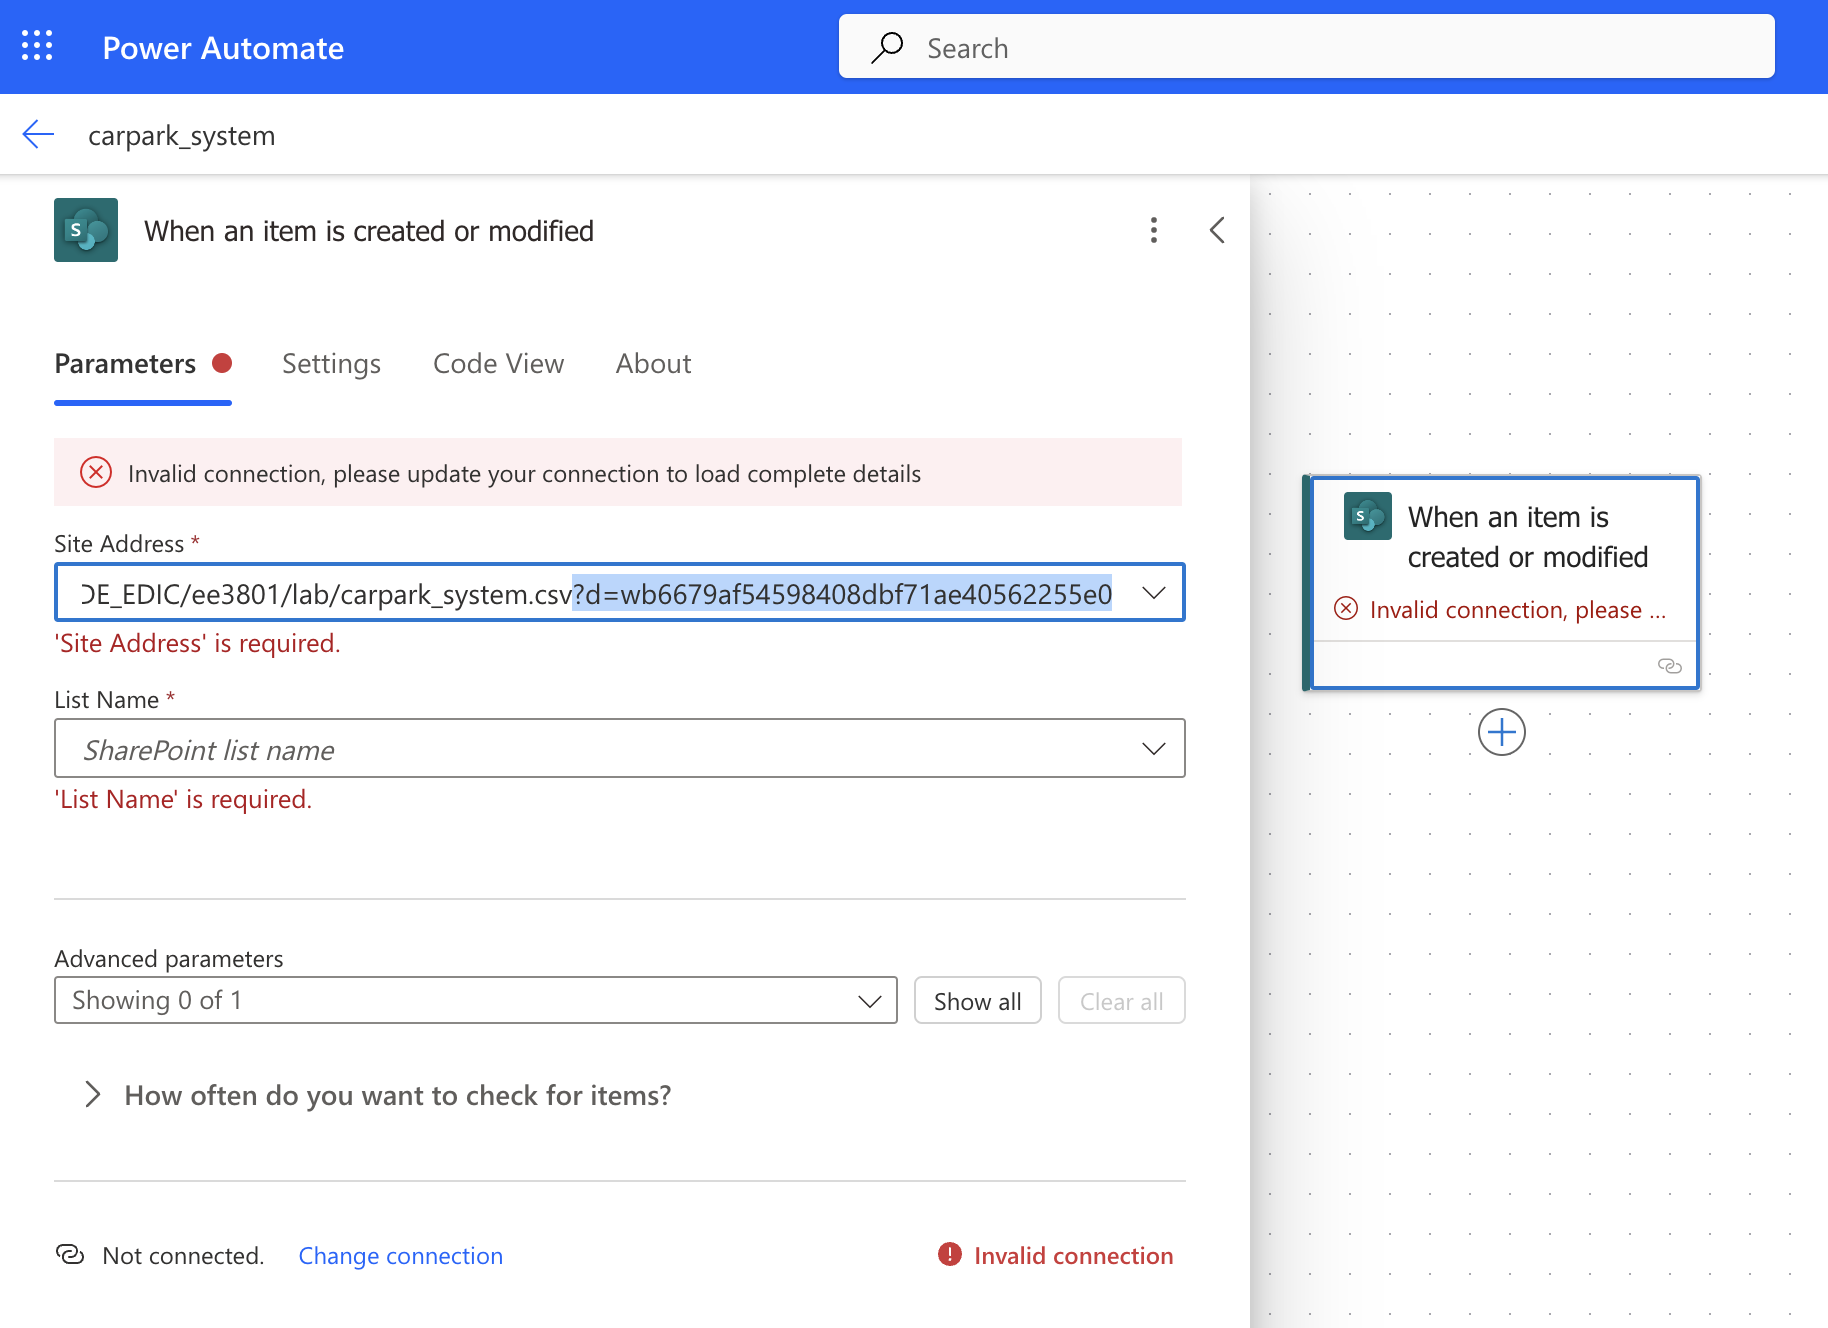 Power Automate
Search
carpark_system
S
When an item is created or modified
Parameters
Settings
Code View
About
Invalid connection, please update your connection to load complete details
Site Address *
DE_EDIC/ee3801/lab/carpark_system.csv?d=wb6679af54598408dbf71ae40562255e0
'Site Address' is required.
List Name *
SharePoint list name
'List Name' is required.
Advanced parameters
Showing 0 of 1
Show all
Clear all
How often do you want to check for items?
Not connected.
Change connection
Invalid connection
S
When an item is
created or modified
Invalid connection, please ...